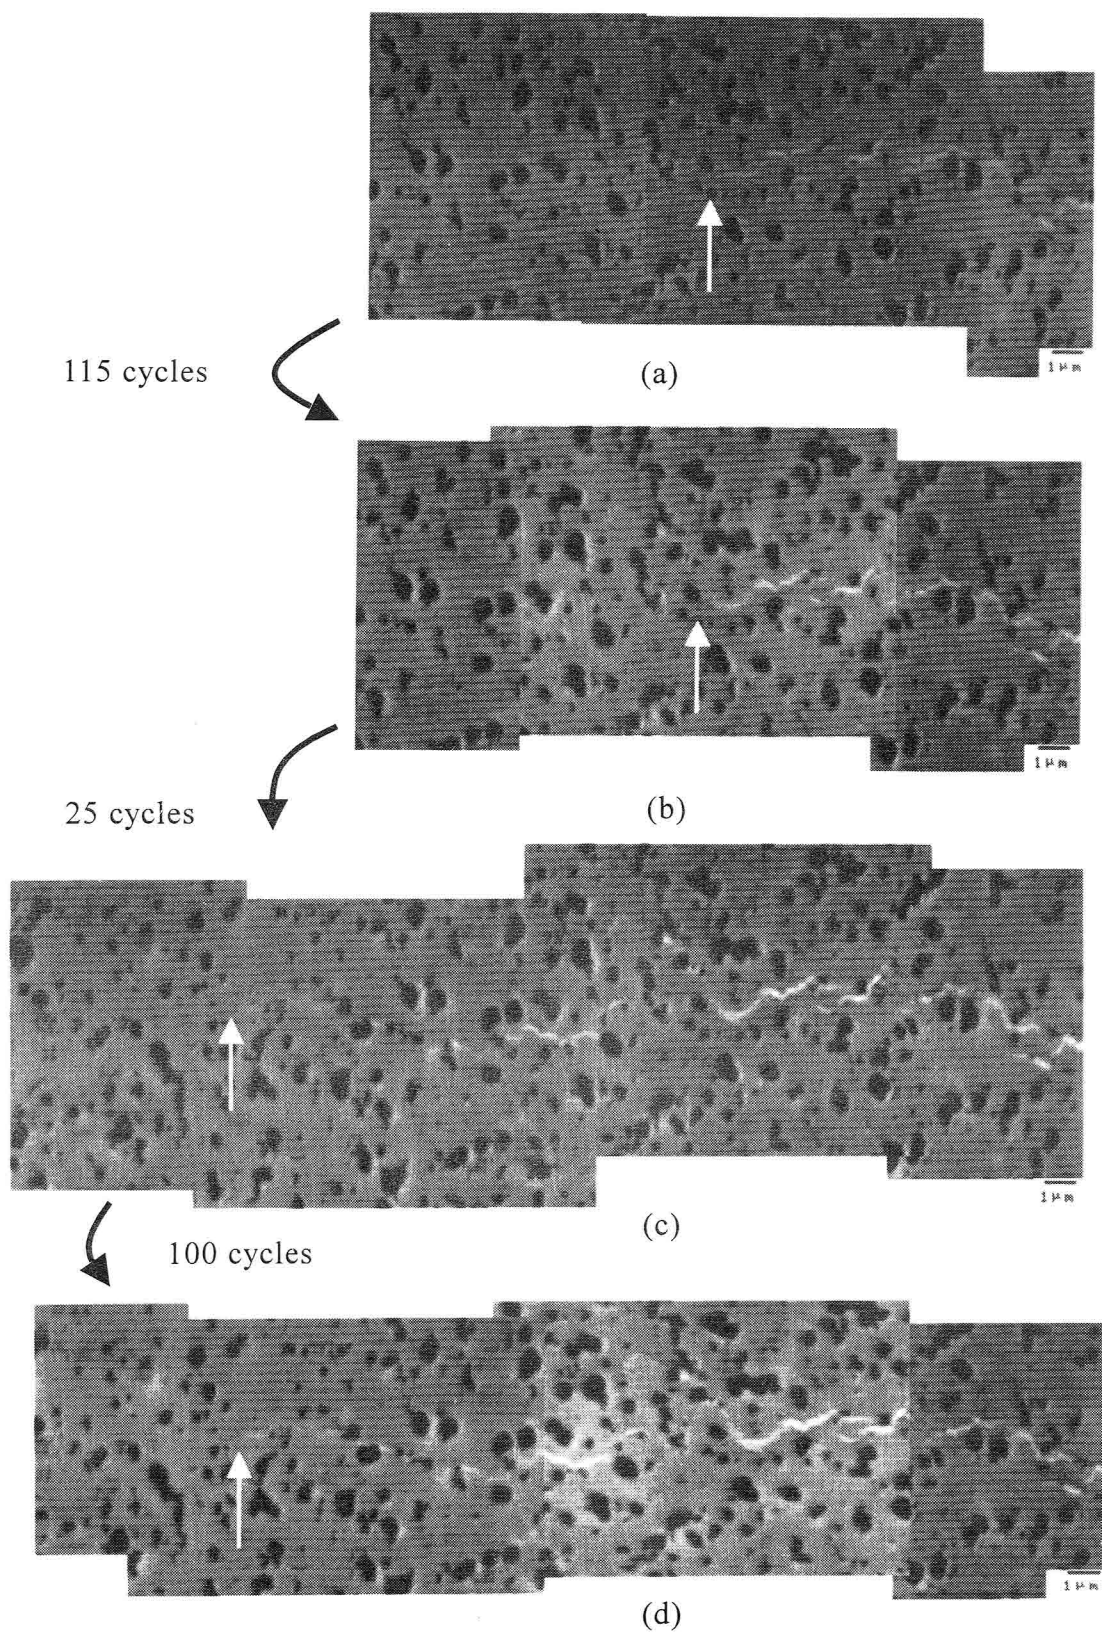 115 cycles
(a)
1 μm
25 cycles
(b)
1 μm
(c)
1 μm
100 cycles
(d)
1 μm